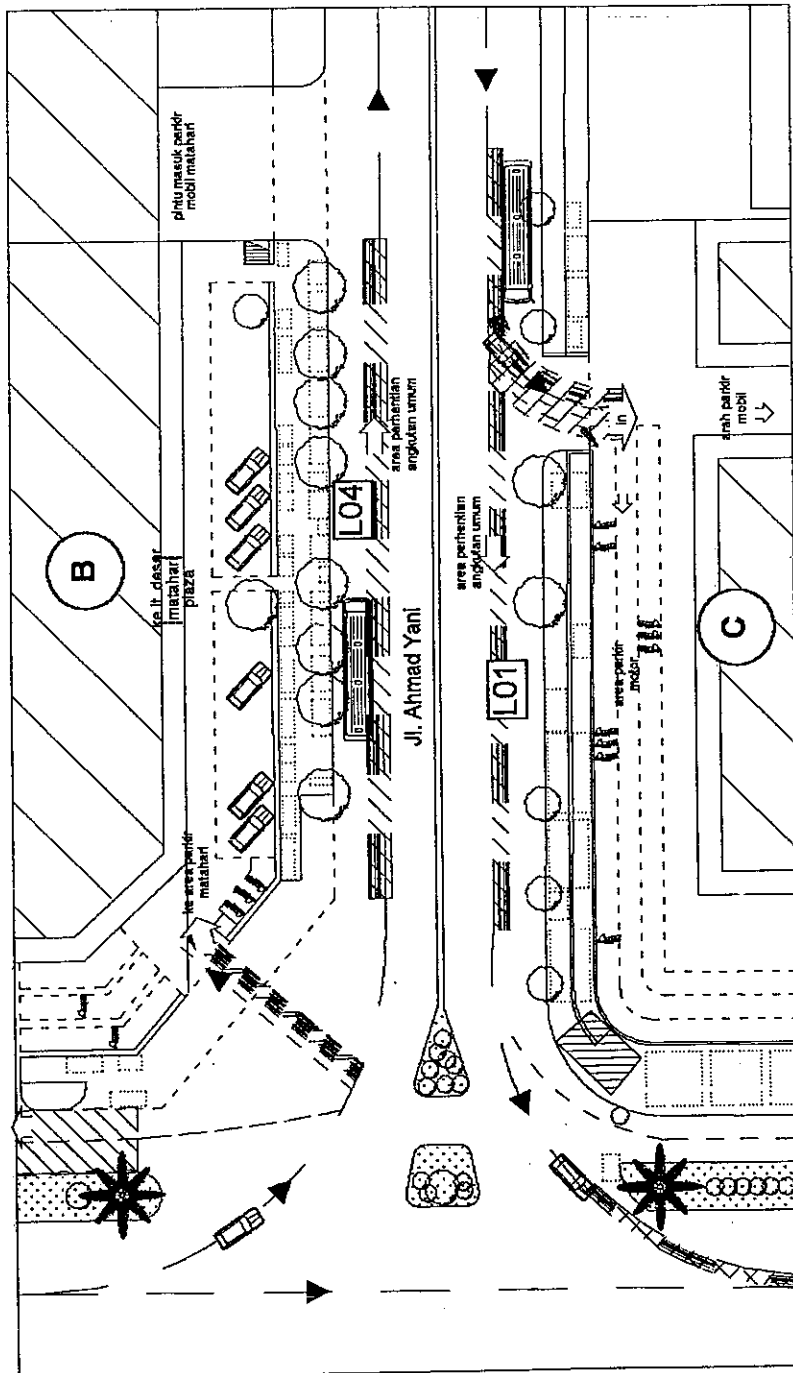 B
pintu masuk parkir
mobil matahari
ke lt. dasar
matahari
plaza
ke area parkir
matahari
L04
area perhentian
angkutan umum
Jl. Ahmad Yani
area perhentian
angkutan umum
L01
in
arah parkir
mobil
area parkir
motor
C